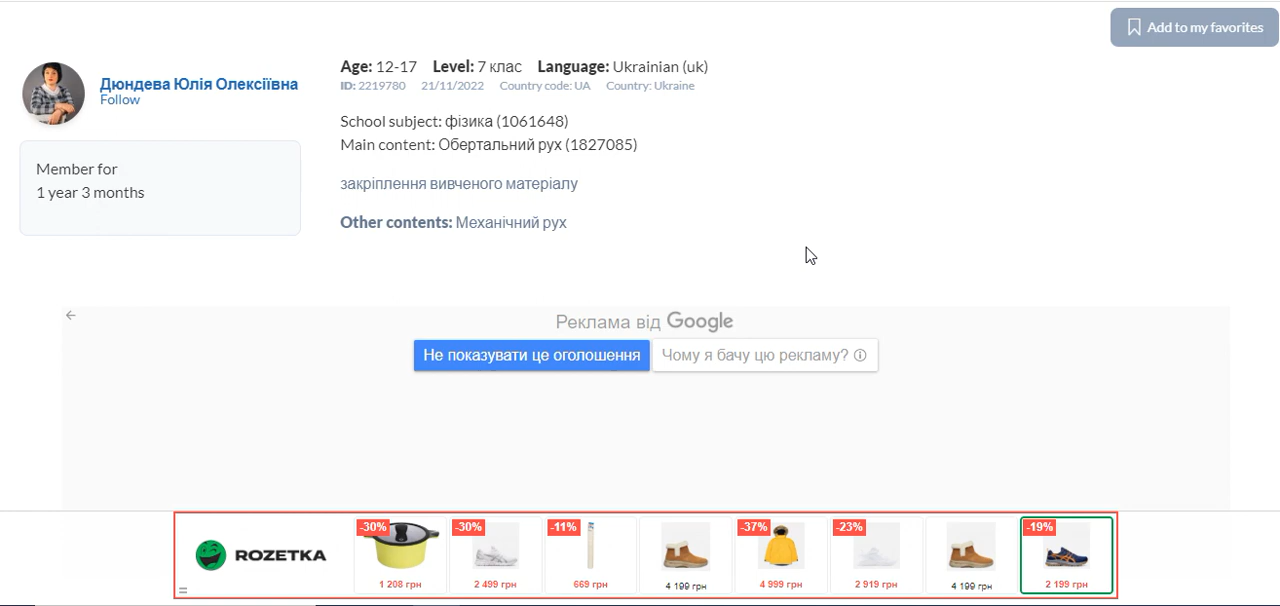 Add to my favorites
Дюндева Юлія Олексіївна
Follow
Member for
1 year 3 months
Age: 12-17 Level: 7 клас Language: Ukrainian (uk)
ID: 2219780 21/11/2022 Country code: UA Country: Ukraine
School subject: фізика (1061648)
Main content: Обертальний рух (1827085)
закріплення вивченого матеріалу
Other contents: Механічний рух
Реклама від Google
Не показувати це оголошення Чому я бачу цю рекламу?
ROZETKA
-30% -30% -11% -37% -23% -19%
1 208 грн 2 499 грн 669 грн 4 199 грн 4 999 грн 2 919 грн 4 199 грн 2 199 грн